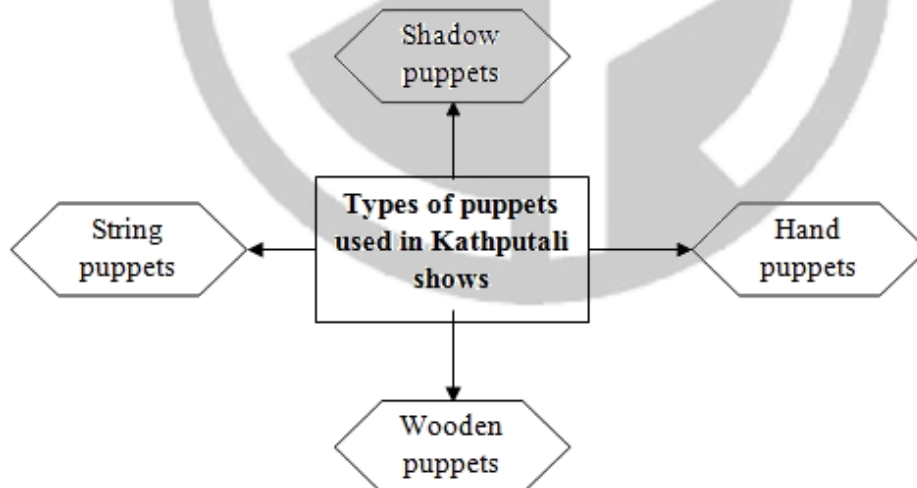 Shadow
puppets
Types of puppets
used in Kathputali
shows
String
puppets
Hand
puppets
Wooden
puppets